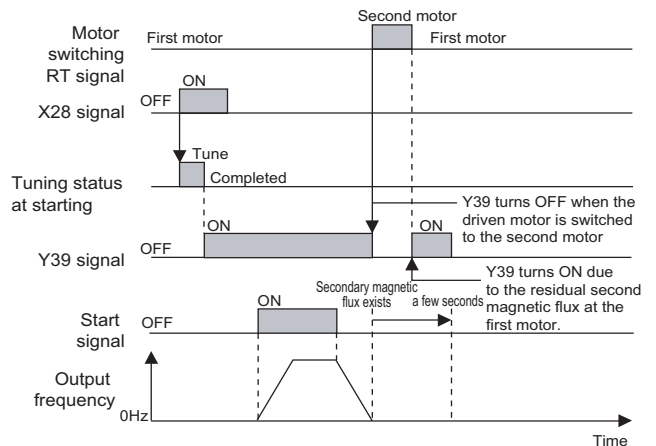 Second motor
Motor
switching
RT signal
First motor
First motor
ON
X28 signal
OFF
Tune
Tuning status
at starting
Completed
Y39 turns OFF when the
driven motor is switched
to the second motor
Y39 signal
OFF
ON
ON
Y39 turns ON due
to the residual second
magnetic flux at the
first motor.
Secondary magnetic
flux exists
a few seconds
Start
signal
OFF
ON
Output
frequency
0Hz
Time